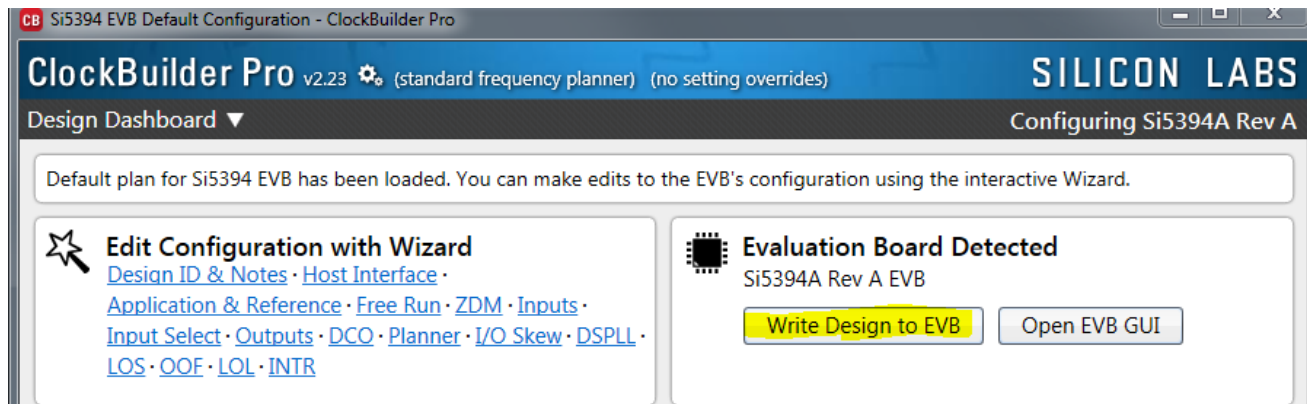 CB Si5394 EVB Default Configuration - ClockBuilder Pro
ClockBuilder Pro v2.23 (standard frequency planner) (no setting overrides) SILICON LABS
Design Dashboard ▼ Configuring Si5394A Rev A
Default plan for Si5394 EVB has been loaded. You can make edits to the EVB's configuration using the interactive Wizard.
Edit Configuration with Wizard
Design ID & Notes · Host Interface ·
Application & Reference · Free Run · ZDM · Inputs ·
Input Select · Outputs · DCO · Planner · I/O Skew · DSPLL ·
LOS · OOF · LOL · INTR
Evaluation Board Detected
Si5394A Rev A EVB
Write Design to EVB Open EVB GUI